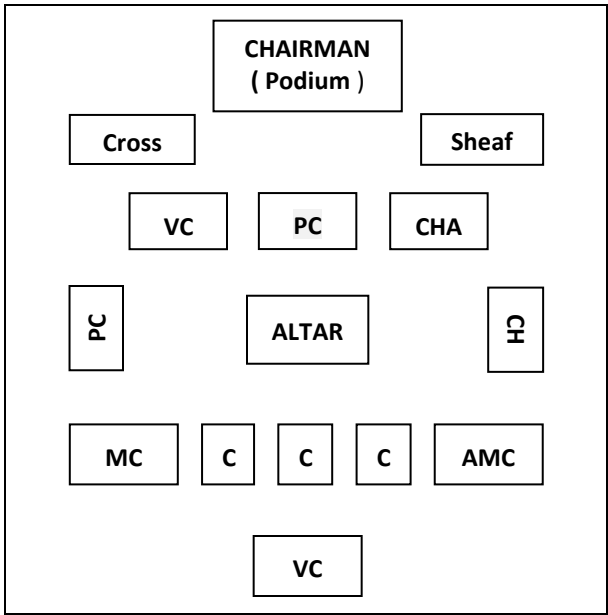 CHAIRMAN
( Podium )
Cross
Sheaf
VC
PC
CHA
PC
ALTAR
CH
MC
C
C
C
AMC
VC